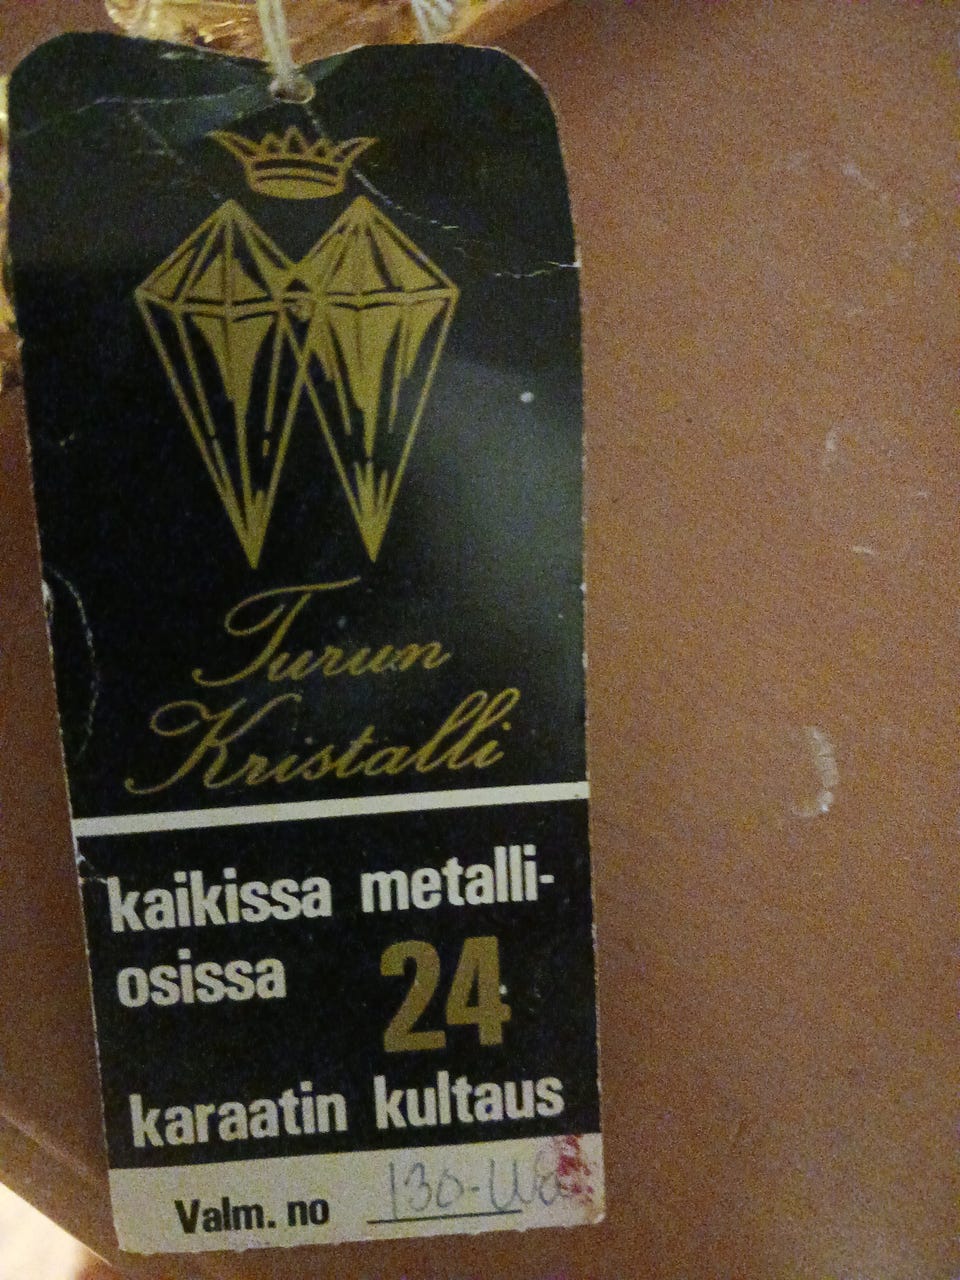 Turun
Kristalli
kaikissa metalli-
osissa 24
karaatin kultaus
Valm. no